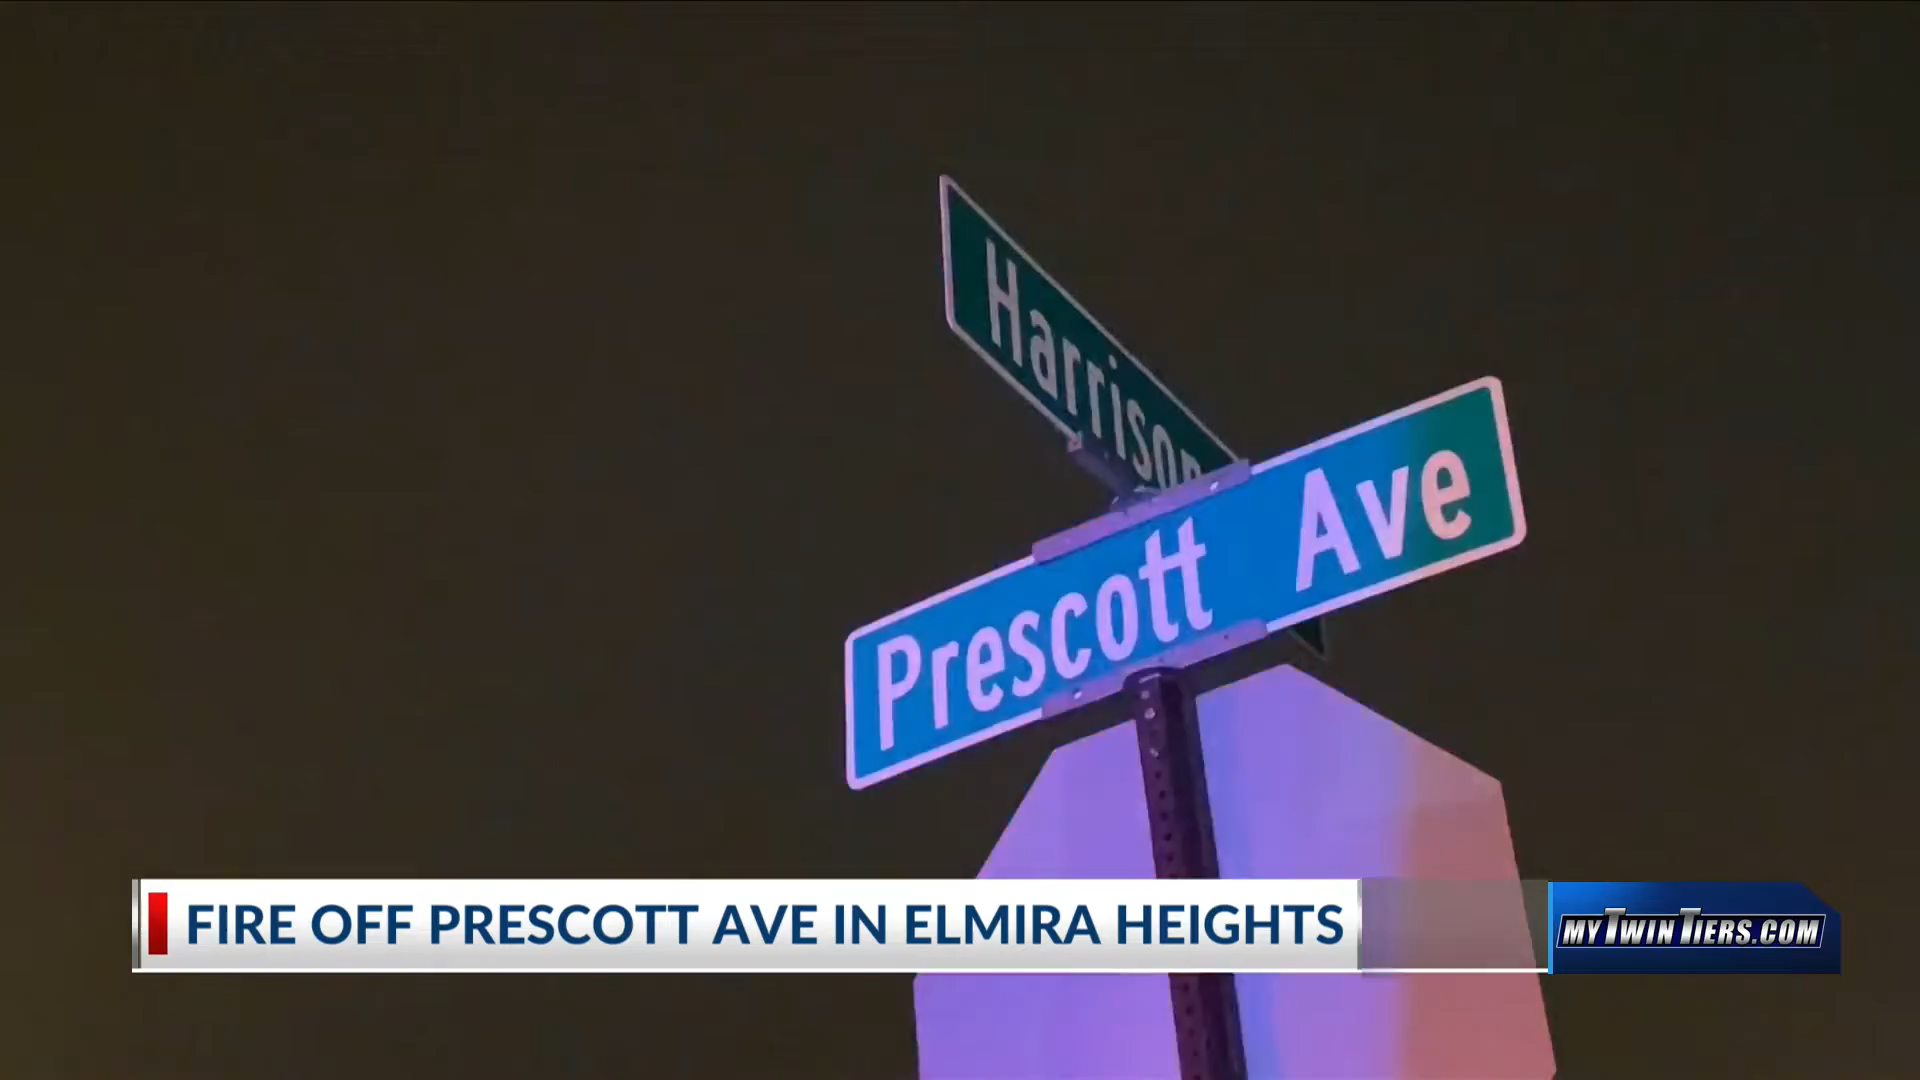 Harrison
Prescott Ave
FIRE OFF PRESCOTT AVE IN ELMIRA HEIGHTS
MYTWINTIERS.COM